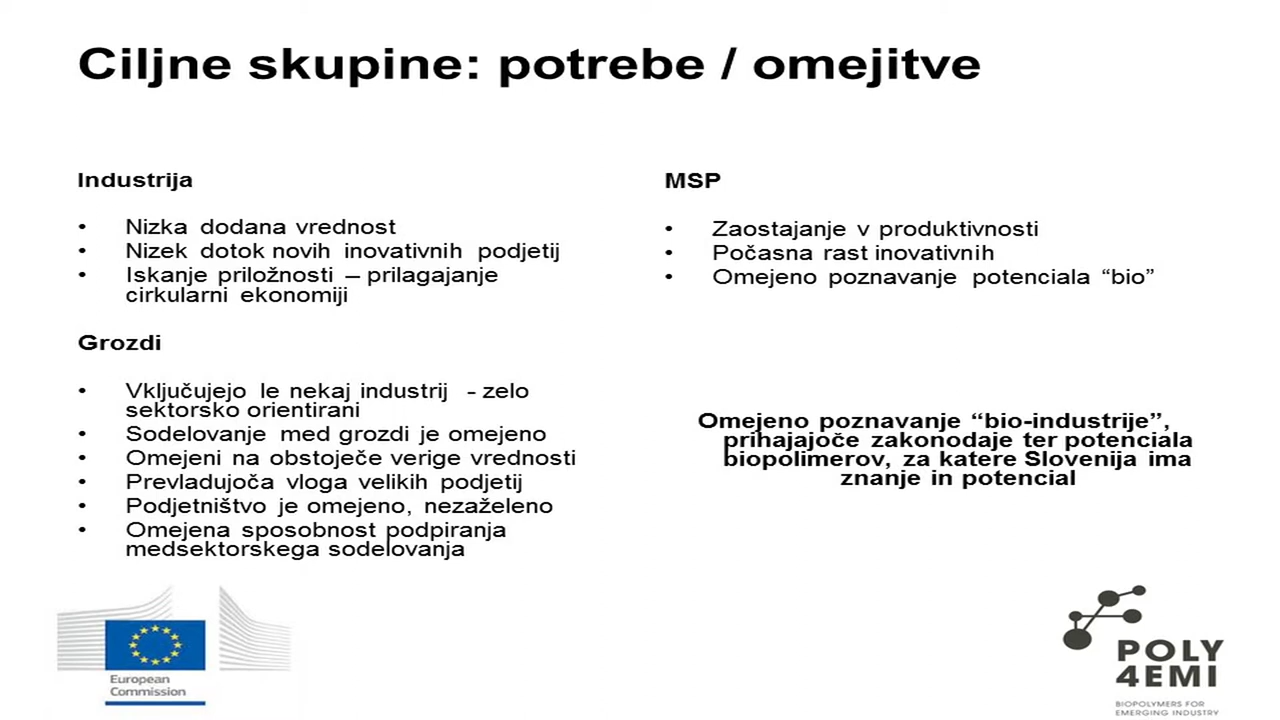 Ciljne skupine: potrebe / omejitve
Industrija
• Nizka dodana vrednost
• Nizek dotok novih inovativnih podjetij
• Iskanje priložnosti – prilagajanje
cirkularni ekonomiji
Grozdi
• Vključujejo le nekaj industrij - zelo
sektorsko orientirani
• Sodelovanje med grozdi je omejeno
• Omejeni na obstoječe verige vrednosti
• Prevladujoča vloga velikih podjetij
• Podjetništvo je omejeno, nezaželeno
• Omejena sposobnost podpiranja
medsektorskega sodelovanja
MSP
• Zaostajanje v produktivnosti
• Počasna rast inovativnih
• Omejeno poznavanje potenciala “bio”
Omejeno poznavanje “bio-industrije”,
prihajajoče zakonodaje ter potenciala
biopolimerov, za katere Slovenija ima
znanje in potencial
European
Commission
POLY
4EMI
BIOPOLYMERS FOR
EMERGING INDUSTRY